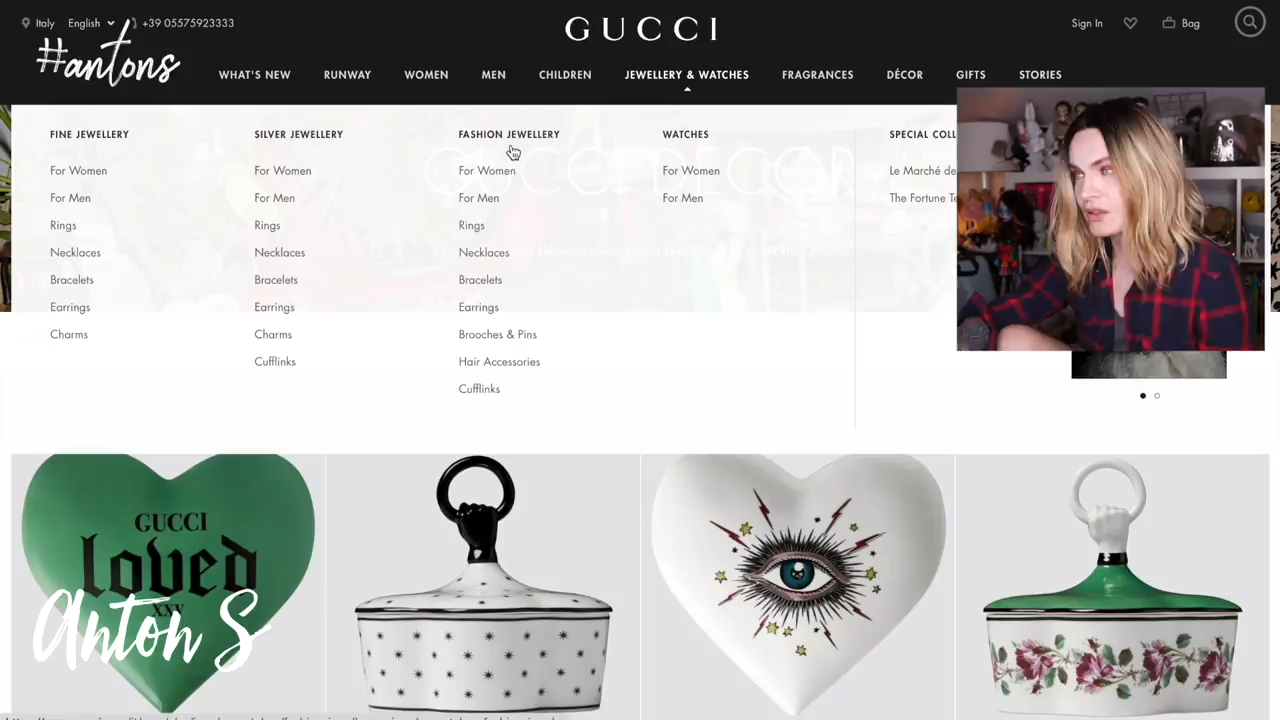 Italy English +39 05575923333
GUCCI
Sign In Bag
#antons
WHAT'S NEW RUNWAY WOMEN MEN CHILDREN JEWELLERY & WATCHES FRAGRANCES DÉCOR GIFTS STORIES
FINE JEWELLERY
For Women
For Men
Rings
Necklaces
Bracelets
Earrings
Charms
SILVER JEWELLERY
For Women
For Men
Rings
Necklaces
Bracelets
Earrings
Charms
Cufflinks
FASHION JEWELLERY
For Women
For Men
Rings
Necklaces
Bracelets
Earrings
Brooches & Pins
Hair Accessories
Cufflinks
WATCHES
For Women
For Men
SPECIAL COLL
Le Marché de
The Fortune Te
GUCCI DÉCOR
GUCCI
loved
XXV
Anton S